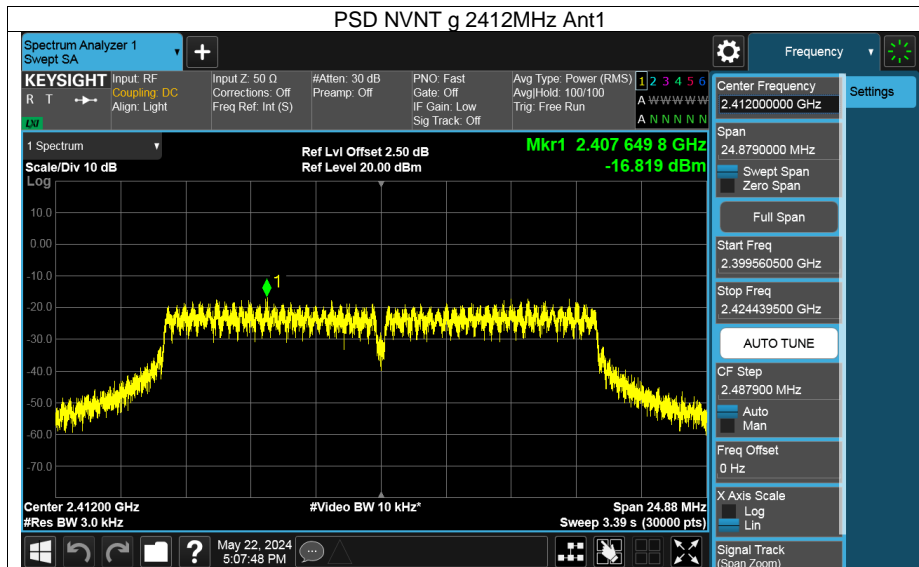 PSD NVNT g 2412MHz Ant1
Spectrum Analyzer 1
Swept SA
Frequency
KEYSIGHT
R T
LXI
Input: RF
Coupling: DC
Align: Light
Input Z: 50 Ω
Corrections: Off
Freq Ref: Int (S)
#Atten: 30 dB
Preamp: Off
PNO: Fast
Gate: Off
IF Gain: Low
Sig Track: Off
Avg Type: Power (RMS)
Avg|Hold: 100/100
Trig: Free Run
1 2 3 4 5 6
A W W W W W
A N N N N N
Center Frequency
2.412000000 GHz
Settings
Span
24.8790000 MHz
Swept Span
Zero Span
Full Span
Start Freq
2.399560500 GHz
Stop Freq
2.424439500 GHz
AUTO TUNE
CF Step
2.487900 MHz
Auto
Man
Freq Offset
0 Hz
X Axis Scale
Log
Lin
Signal Track
(Span Zoom)
1 Spectrum
Scale/Div 10 dB
Log
Ref Lvl Offset 2.50 dB
Ref Level 20.00 dBm
Mkr1 2.407 649 8 GHz
-16.819 dBm
10.0
0.00
-10.0
-20.0
-30.0
-40.0
-50.0
-60.0
-70.0
1
Center 2.41200 GHz
#Res BW 3.0 kHz
#Video BW 10 kHz*
Span 24.88 MHz
Sweep 3.39 s (30000 pts)
May 22, 2024
5:07:48 PM